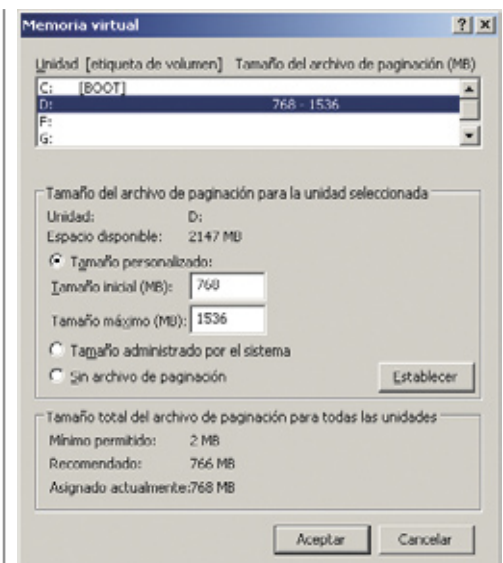 Memoria virtual
Unidad [etiqueta de volumen] Tamaño del archivo de paginación (MB)
C: [BOOT]
D: 768 - 1536
F:
G:
Tamaño del archivo de paginación para la unidad seleccionada
Unidad: D:
Espacio disponible: 2147 MB
Tamaño personalizado:
Tamaño inicial (MB): 768
Tamaño máximo (MB): 1536
Tamaño administrado por el sistema
Sin archivo de paginación
Establecer
Tamaño total del archivo de paginación para todas las unidades
Mínimo permitido: 2 MB
Recomendado: 766 MB
Asignado actualmente:768 MB
Aceptar Cancelar